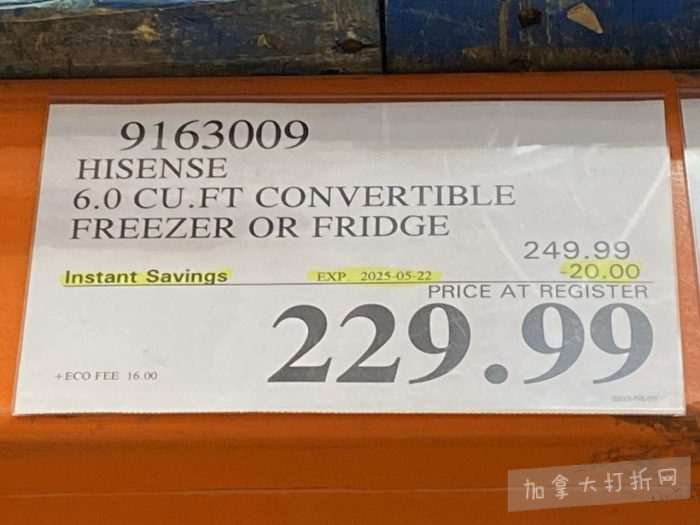 9163009
HISENSE
6.0 CU.FT CONVERTIBLE
FREEZER OR FRIDGE
249.99
Instant Savings EXP. 2025-05-22 -20.00
PRICE AT REGISTER
229.99
+ECO FEE 16.00
加拿大打折网